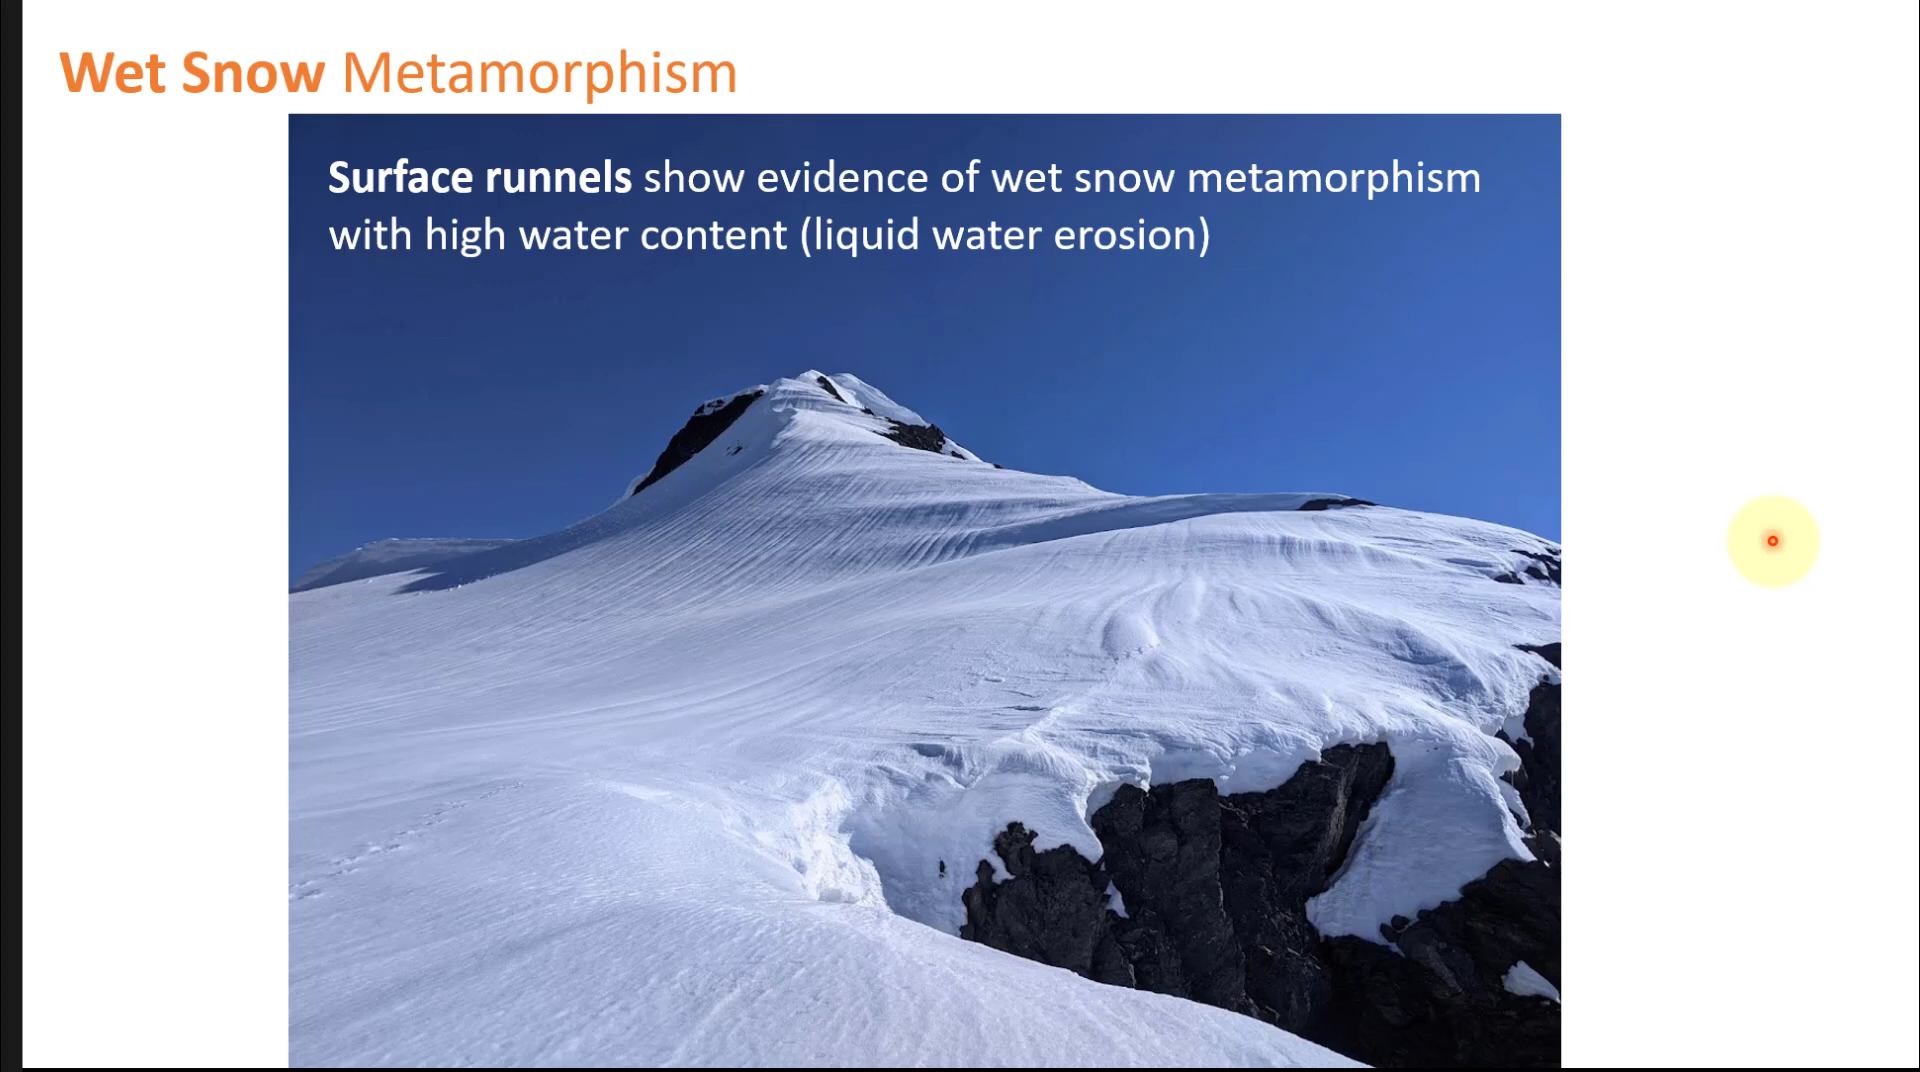 Wet Snow Metamorphism
Surface runnels show evidence of wet snow metamorphism
with high water content (liquid water erosion)